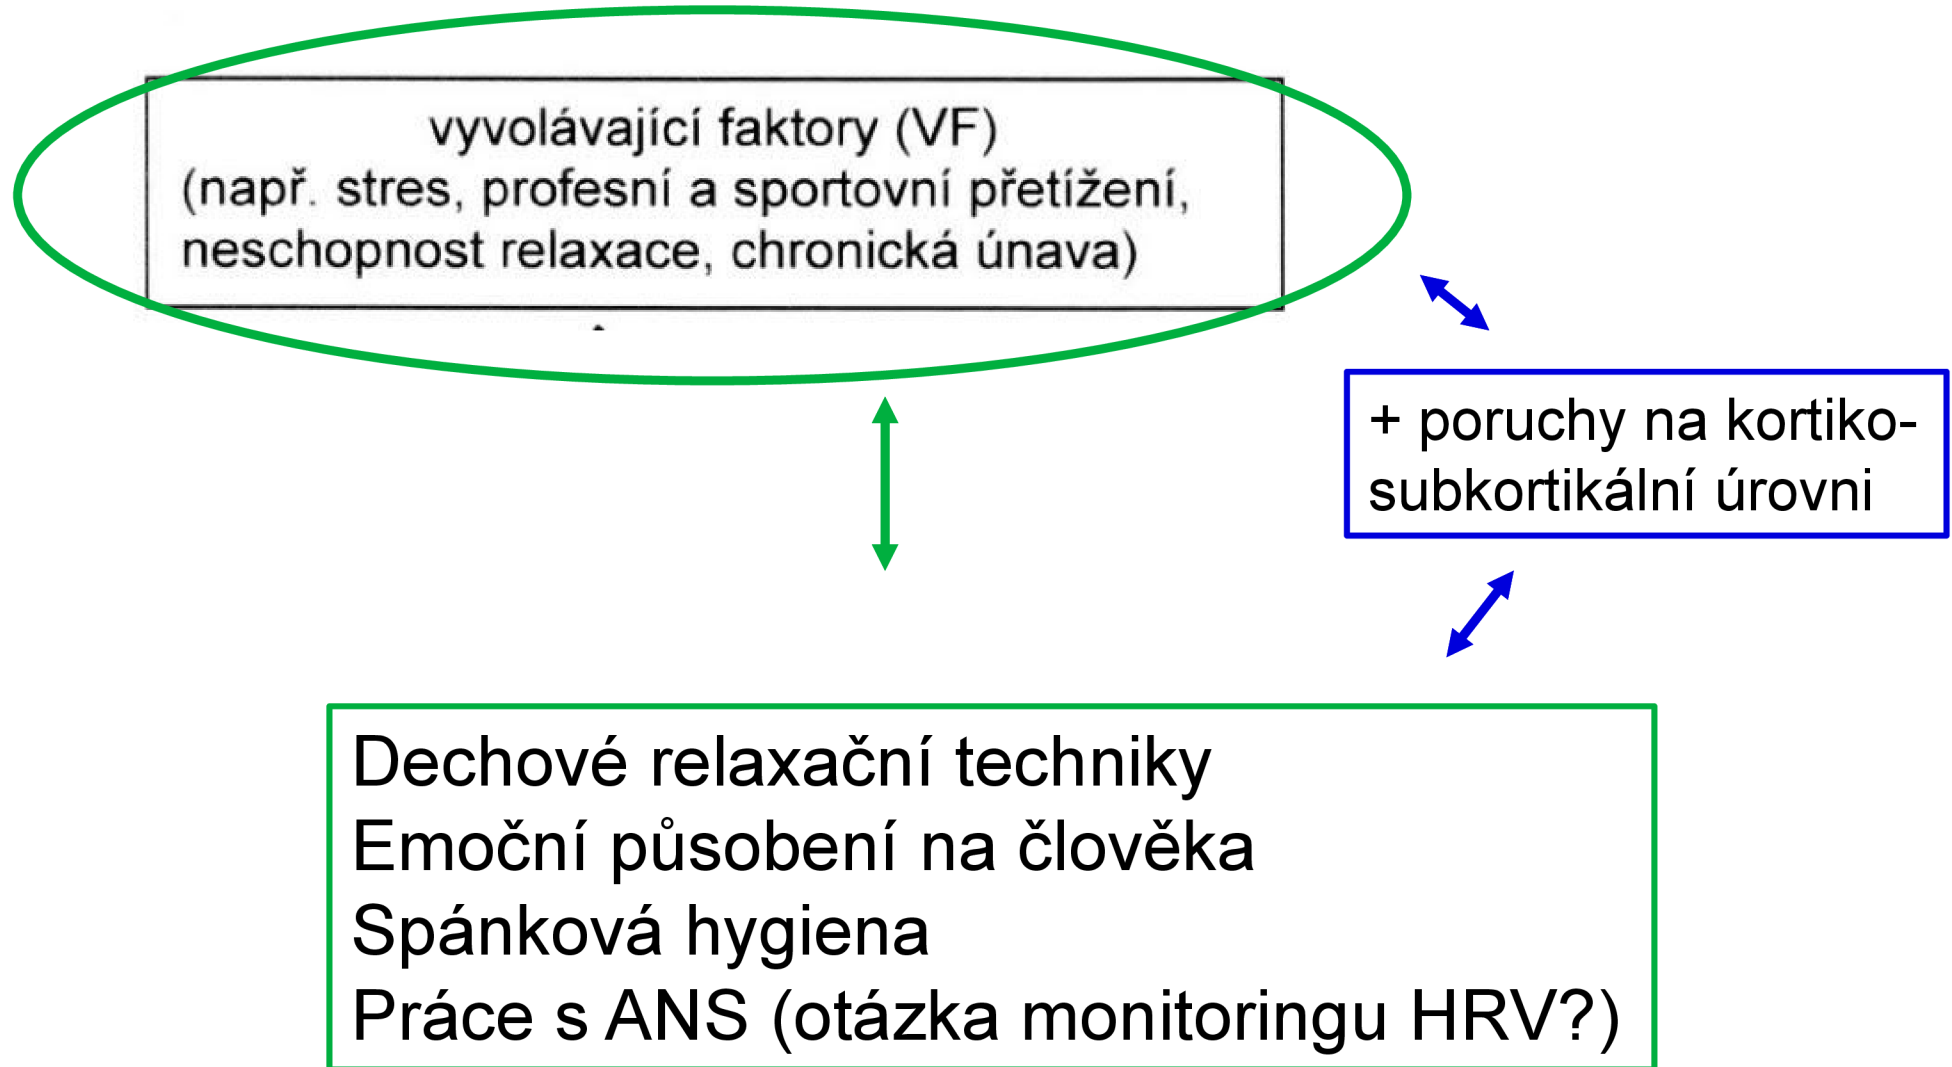 vyvolávající faktory (VF)
(např. stres, profesní a sportovní přetížení,
neschopnost relaxace, chronická únava)
+ poruchy na kortiko-
subkortikální úrovni
Dechové relaxační techniky
Emoční působení na člověka
Spánková hygiena
Práce s ANS (otázka monitoringu HRV?)